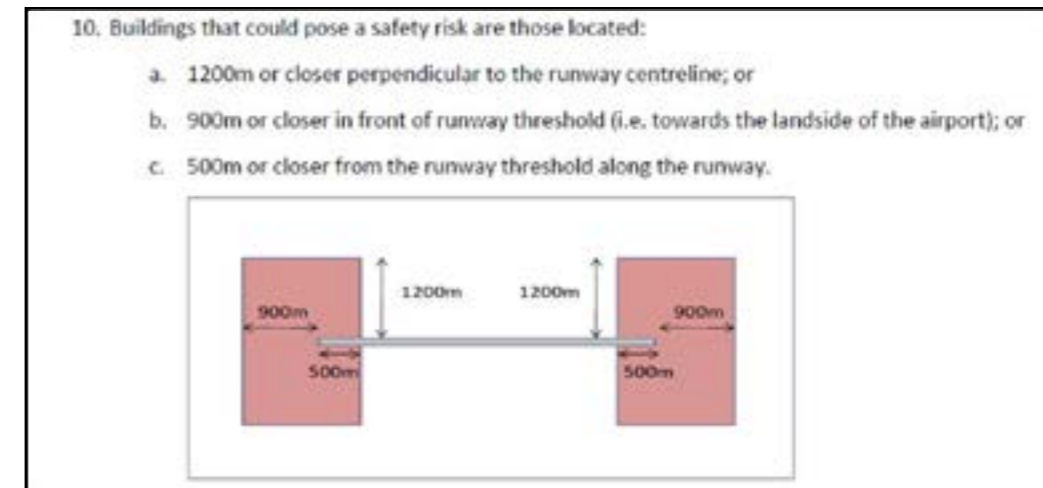 10. Buildings that could pose a safety risk are those located:
a. 1200m or closer perpendicular to the runway centreline; or
b. 900m or closer in front of runway threshold (i.e. towards the landside of the airport); or
c. 500m or closer from the runway threshold along the runway.
1200m 1200m
900m 900m
500m 500m